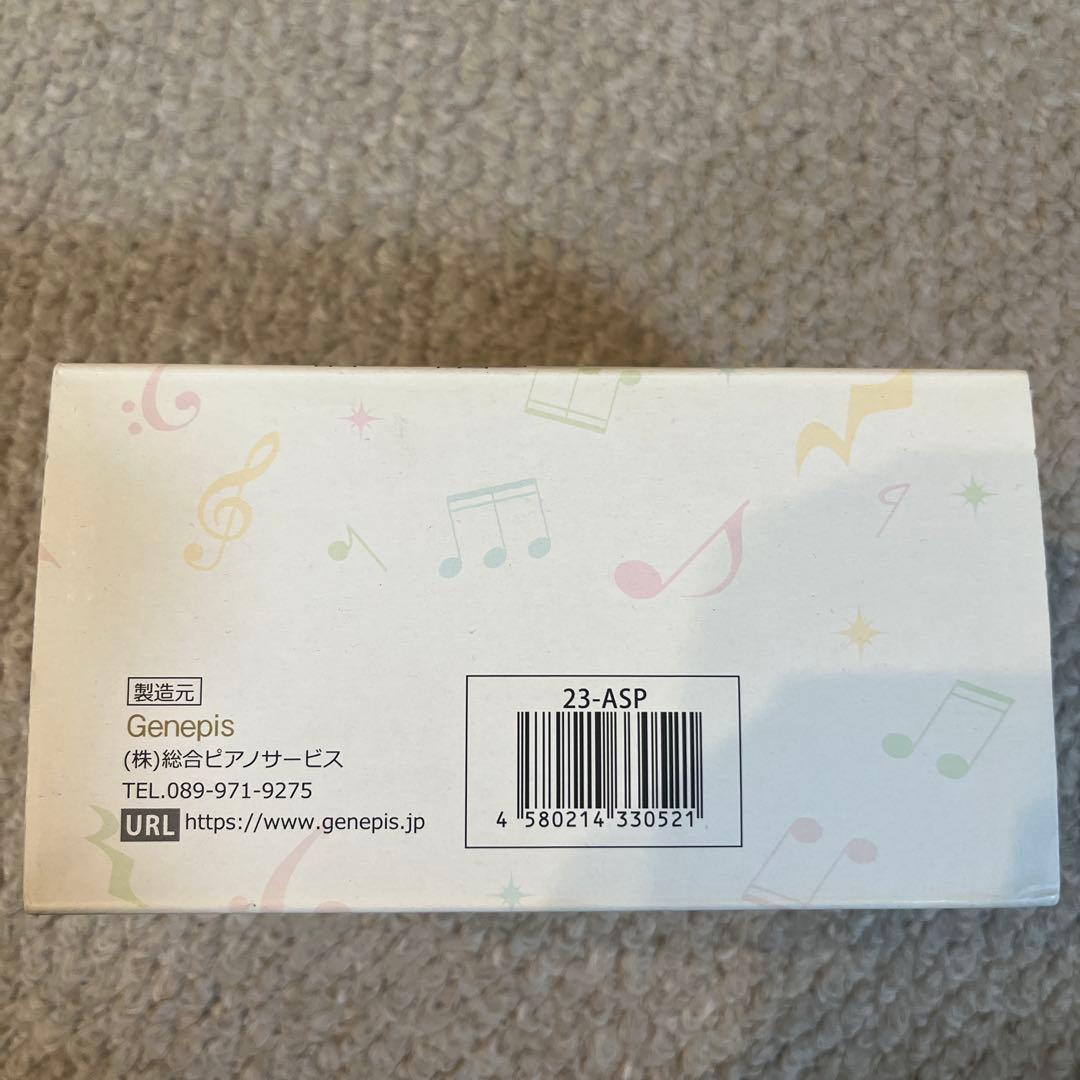 製造元
Genepis
(株)総合ピアノサービス
TEL.089-971-9275
URL https://www.genepis.jp
23-ASP
4 580214 330521